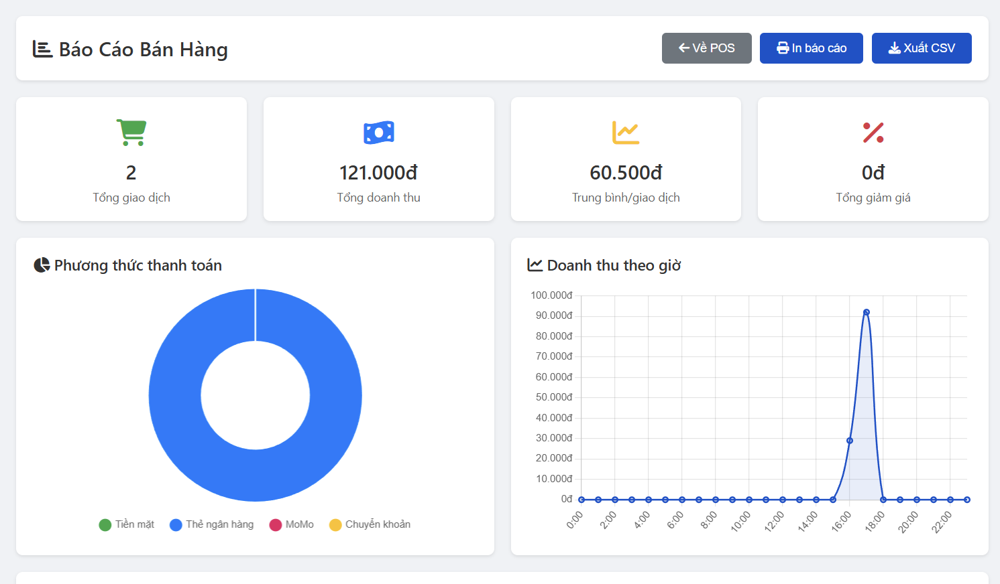 Báo Cáo Bán Hàng
Về POS
In báo cáo
Xuất CSV
2
Tổng giao dịch
121.000đ
Tổng doanh thu
60.500đ
Trung bình/giao dịch
0đ
Tổng giảm giá
Phương thức thanh toán
Tiền mặt
Thẻ ngân hàng
MoMo
Chuyển khoản
Doanh thu theo giờ
100.000đ
90.000đ
80.000đ
70.000đ
60.000đ
50.000đ
40.000đ
30.000đ
20.000đ
10.000đ
0đ
0:00
2:00
4:00
6:00
8:00
10:00
12:00
14:00
16:00
18:00
20:00
22:00